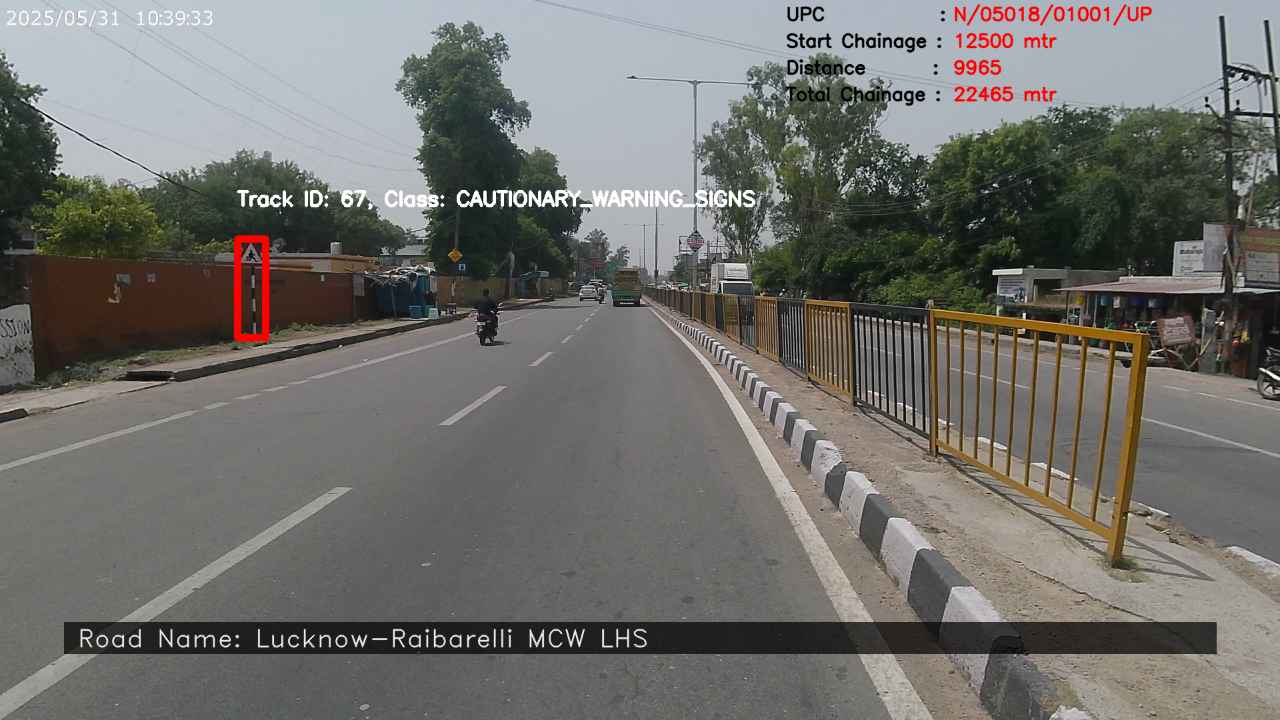 2025/05/31 10:39:33
UPC : N/05018/01001/UP
Start Chainage : 12500 mtr
Distance : 9965
Total Chainage : 22465 mtr
Track ID: 67, Class: CAUTIONARY_WARNING_SIGNS
Road Name: Lucknow-Raibarelli MCW LHS